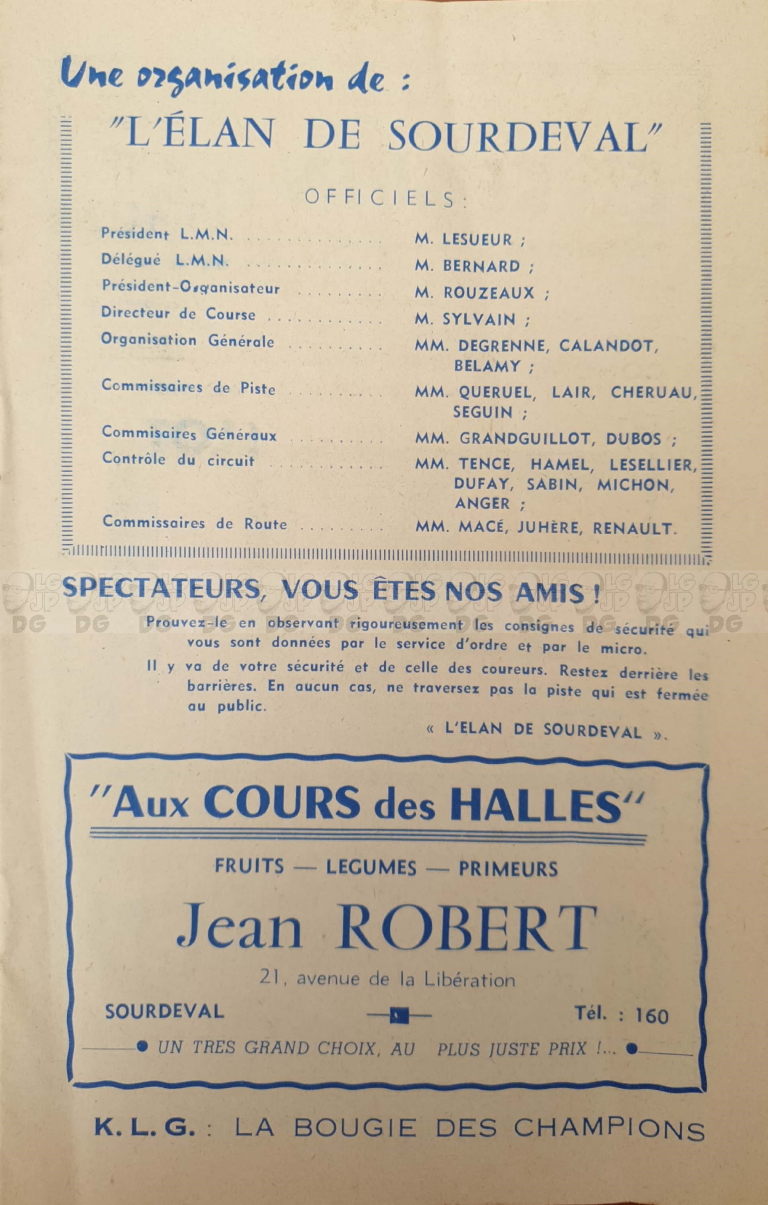 Une organisation de :
"L'ÉLAN DE SOURDEVAL"
OFFICIELS :
Président L.M.N. . . . . . . . . . . . . . M. LESUEUR ;
Délégué L.M.N. . . . . . . . . . . . . . M. BERNARD ;
Président-Organisateur . . . . . . . . . M. ROUZEAUX ;
Directeur de Course . . . . . . . . . . . . M. SYLVAIN ;
Organisation Générale . . . . . . . . . . MM. DEGRENNE, CALANDOT,
BELAMY ;
Commissaires de Piste . . . . . . . . . . MM. QUERUEL, LAIR, CHERUAU,
SEGUIN ;
Commisaires Généraux . . . . . . . . . . MM. GRANDGUILLOT, DUBOS ;
Contrôle du circuit . . . . . . . . . . . . MM. TENCE, HAMEL, LESELLIER,
DUFAY, SABIN, MICHON,
ANGER ;
Commissaires de Route . . . . . . . . . MM. MACÉ, JUHÈRE, RENAULT.
SPECTATEURS, VOUS ÊTES NOS AMIS !
Prouvez-le en observant rigoureusement les consignes de sécurité qui
vous sont données par le service d'ordre et par le micro.
Il y va de votre sécurité et de celle des coureurs. Restez derrière les
barrières. En aucun cas, ne traversez pas la piste qui est fermée
au public.
« L'ELAN DE SOURDEVAL ».
"Aux COURS des HALLES"
FRUITS — LEGUMES — PRIMEURS
Jean ROBERT
21, avenue de la Libération
SOURDEVAL Tél. : 160
UN TRES GRAND CHOIX, AU PLUS JUSTE PRIX !...
K. L. G. : LA BOUGIE DES CHAMPIONS